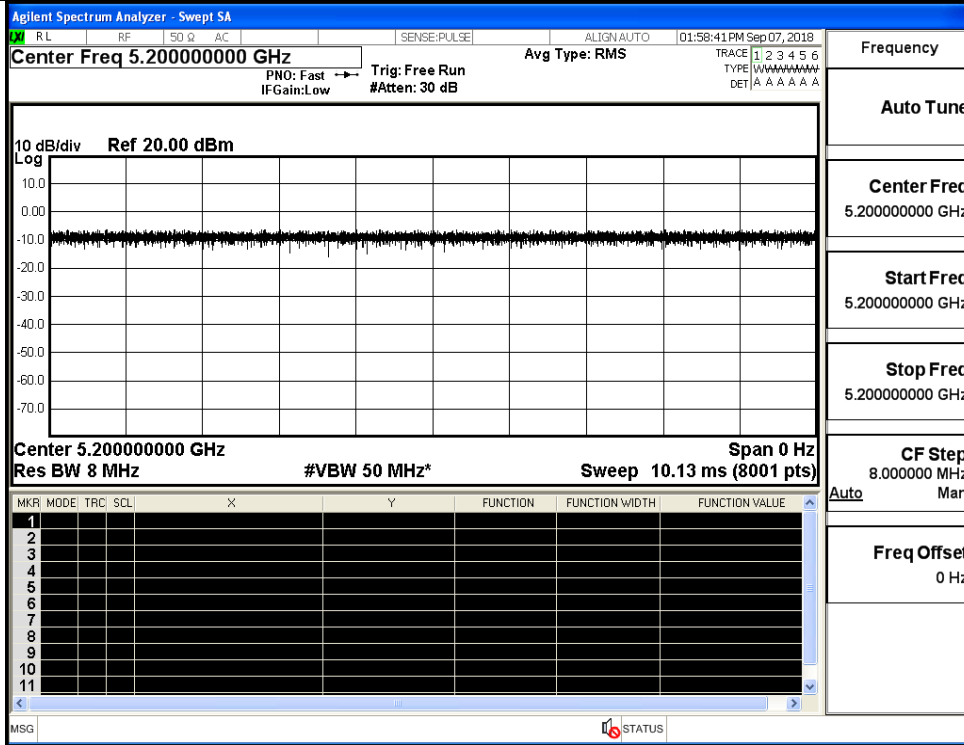 Agilent Spectrum Analyzer - Swept SA
LXI RL RF 50 Ω AC SENSE:PULSE ALIGN AUTO 01:58:41 PM Sep 07, 2018
Center Freq 5.200000000 GHz
PNO: Fast
IFGain:Low
Trig: Free Run
#Atten: 30 dB
Avg Type: RMS
TRACE 1 2 3 4 5 6
TYPE WWWWWW
DET A A A A A A
10 dB/div Ref 20.00 dBm
Log
10.0
0.00
-10.0
-20.0
-30.0
-40.0
-50.0
-60.0
-70.0
Center 5.200000000 GHz Span 0 Hz
Res BW 8 MHz #VBW 50 MHz* Sweep 10.13 ms (8001 pts)
MKR MODE TRC SCL X Y FUNCTION FUNCTION WIDTH FUNCTION VALUE
1
2
3
4
5
6
7
8
9
10
11
MSG STATUS
Frequency
Auto Tune
Center Freq
5.200000000 GHz
Start Freq
5.200000000 GHz
Stop Freq
5.200000000 GHz
CF Step
8.000000 MHz
Auto Man
Freq Offset
0 Hz